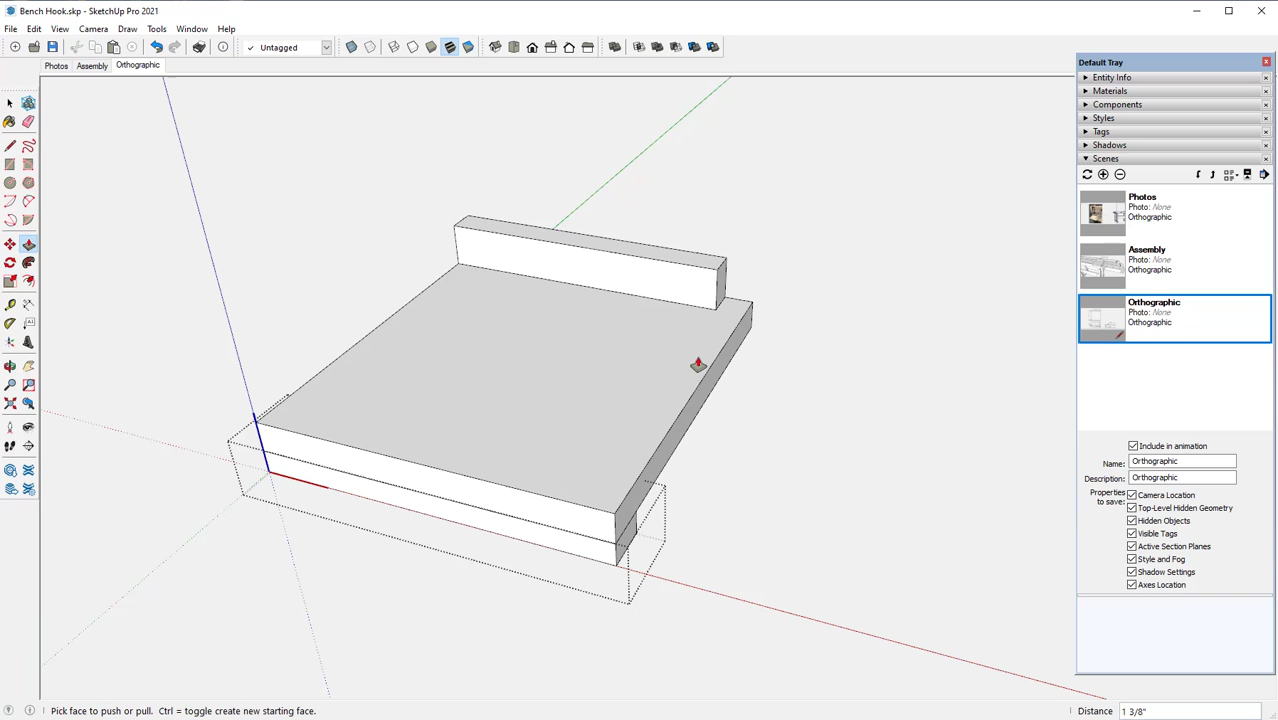 Bench Hook.skp - SketchUp Pro 2021
File Edit View Camera Draw Tools Window Help
Untagged
Photos Assembly Orthographic
Default Tray
Entity Info
Materials
Components
Styles
Tags
Shadows
Scenes
Photos
Photo: None
Orthographic
Assembly
Photo: None
Orthographic
Orthographic
Photo: None
Orthographic
Include in animation
Name: Orthographic
Description: Orthographic
Properties to save:
Camera Location
Top-Level Hidden Geometry
Hidden Objects
Visible Tags
Active Section Planes
Style and Fog
Shadow Settings
Axes Location
Pick face to push or pull. Ctrl = toggle create new starting face.
Distance 1 3/8"